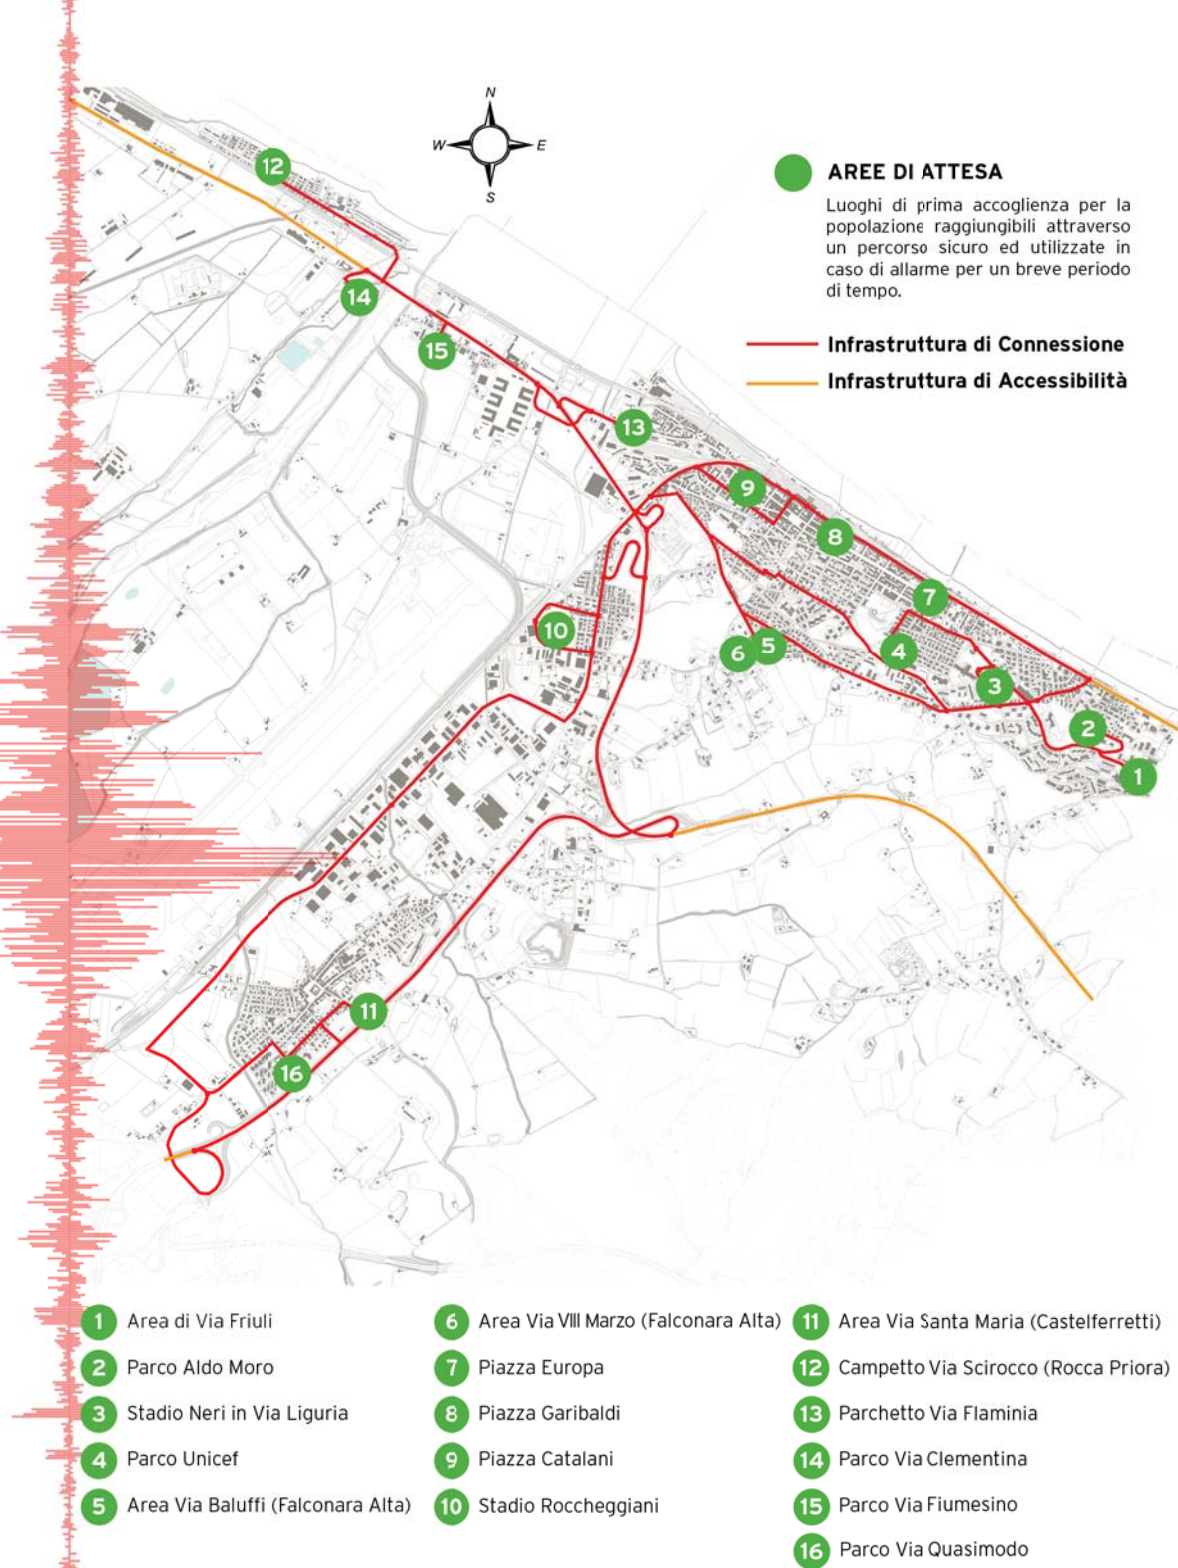 N
W E
S
AREE DI ATTESA
Luoghi di prima accoglienza per la
popolazione raggiungibili attraverso
un percorso sicuro ed utilizzate in
caso di allarme per un breve periodo
di tempo.
Infrastruttura di Connessione
Infrastruttura di Accessibilità
12
14
15
13
9
8
7
10
6 5
4
3
2
1
11
16
1 Area di Via Friuli
2 Parco Aldo Moro
3 Stadio Neri in Via Liguria
4 Parco Unicef
5 Area Via Baluffi (Falconara Alta)
6 Area Via VIII Marzo (Falconara Alta)
7 Piazza Europa
8 Piazza Garibaldi
9 Piazza Catalani
10 Stadio Roccheggiani
11 Area Via Santa Maria (Castelferretti)
12 Campetto Via Scirocco (Rocca Priora)
13 Parchetto Via Flaminia
14 Parco Via Clementina
15 Parco Via Fiumesino
16 Parco Via Quasimodo